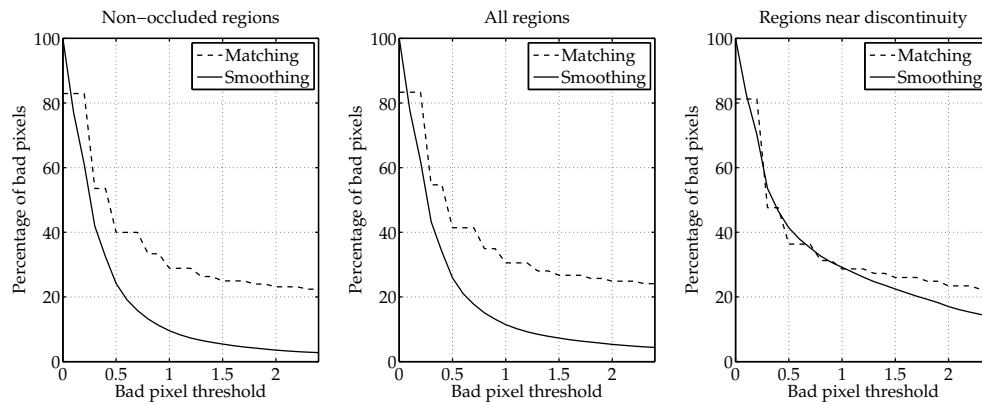 Non-occluded regions
Percentage of bad pixels
100
80
60
40
20
0
Matching
Smoothing
0 0.5 1 1.5 2
Bad pixel threshold
All regions
Percentage of bad pixels
100
80
60
40
20
0
Matching
Smoothing
0 0.5 1 1.5 2
Bad pixel threshold
Regions near discontinuity
Percentage of bad pixels
100
80
60
40
20
0
Matching
Smoothing
0 0.5 1 1.5 2
Bad pixel threshold